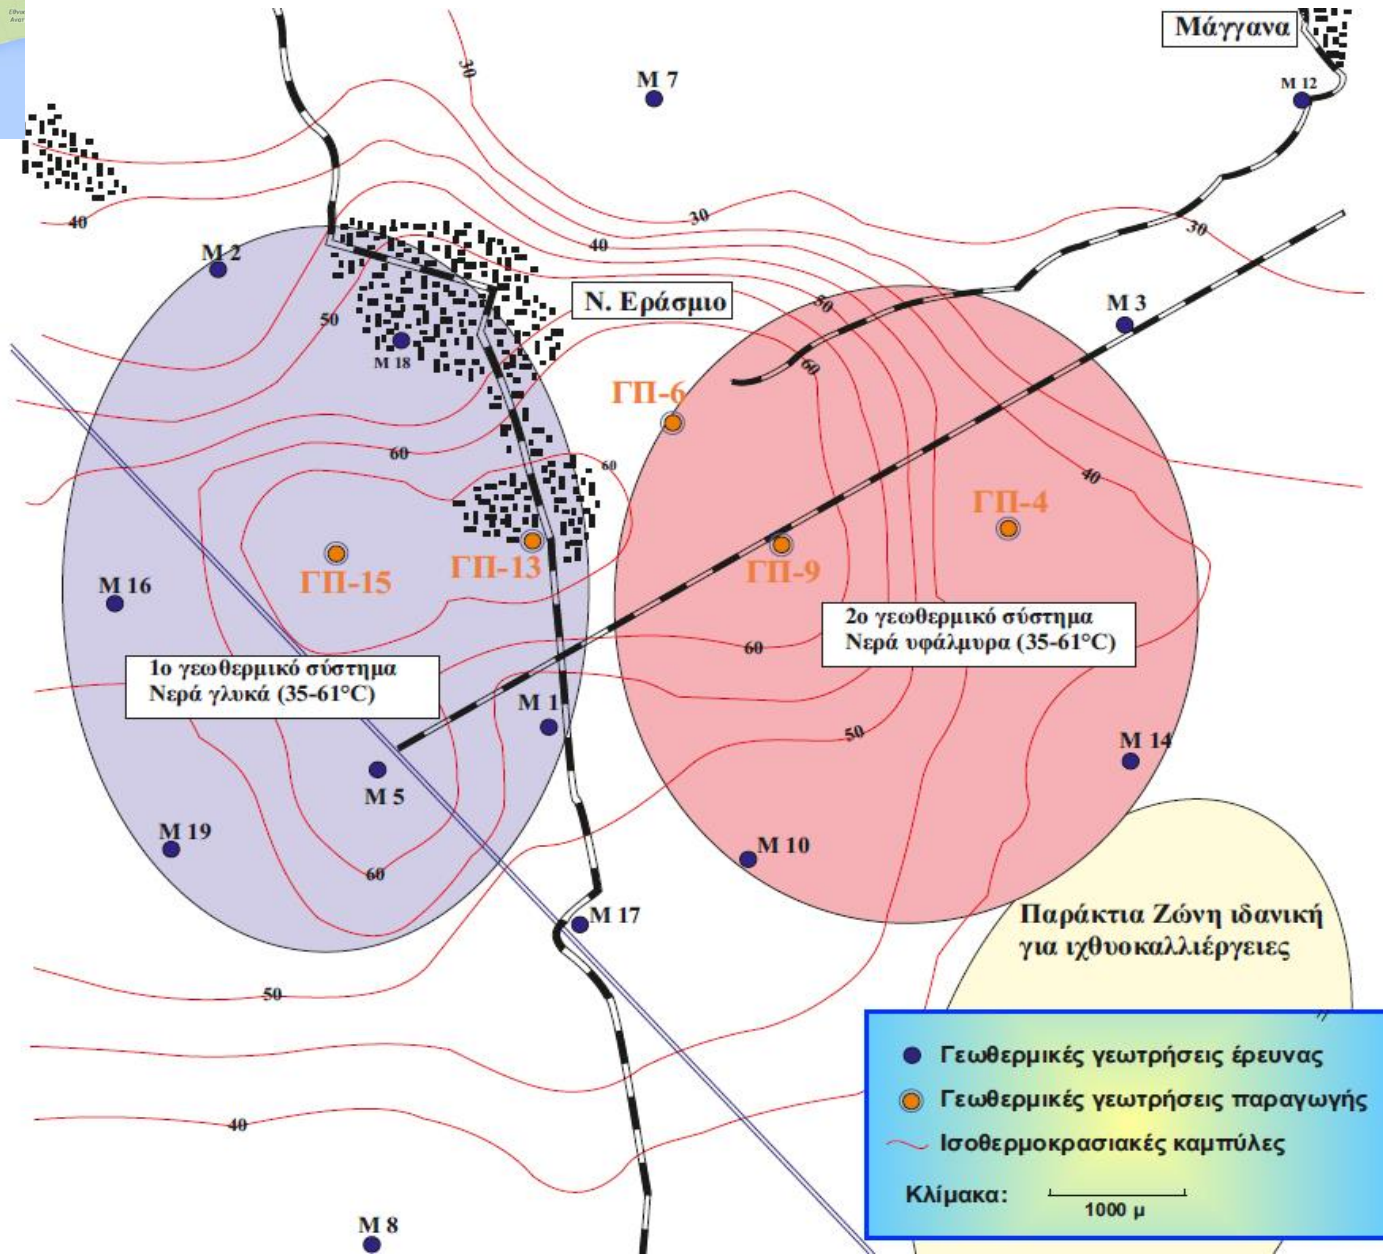 Μάγγανα
30
Μ 7
Μ 12
40
30
30
40
Μ 2
50
Ν. Εράσμιο
50
Μ 3
Μ 18
60
ΓΠ-6
60
60
40
ΓΠ-4
ΓΠ-13
ΓΠ-9
ΓΠ-15
Μ 16
2ο γεωθερμικό σύστημα
Νερά υφάλμυρα (35-61°C)
60
1ο γεωθερμικό σύστημα
Νερά γλυκά (35-61°C)
Μ 1
50
Μ 14
Μ 5
Μ 19
Μ 10
60
Μ 17
Παράκτια Ζώνη ιδανική
για ιχθυοκαλλιέργειες
50
Γεωθερμικές γεωτρήσεις έρευνας
Γεωθερμικές γεωτρήσεις παραγωγής
40
Ισοθερμοκρασιακές καμπύλες
Κλίμακα:
1000 μ
Μ 8